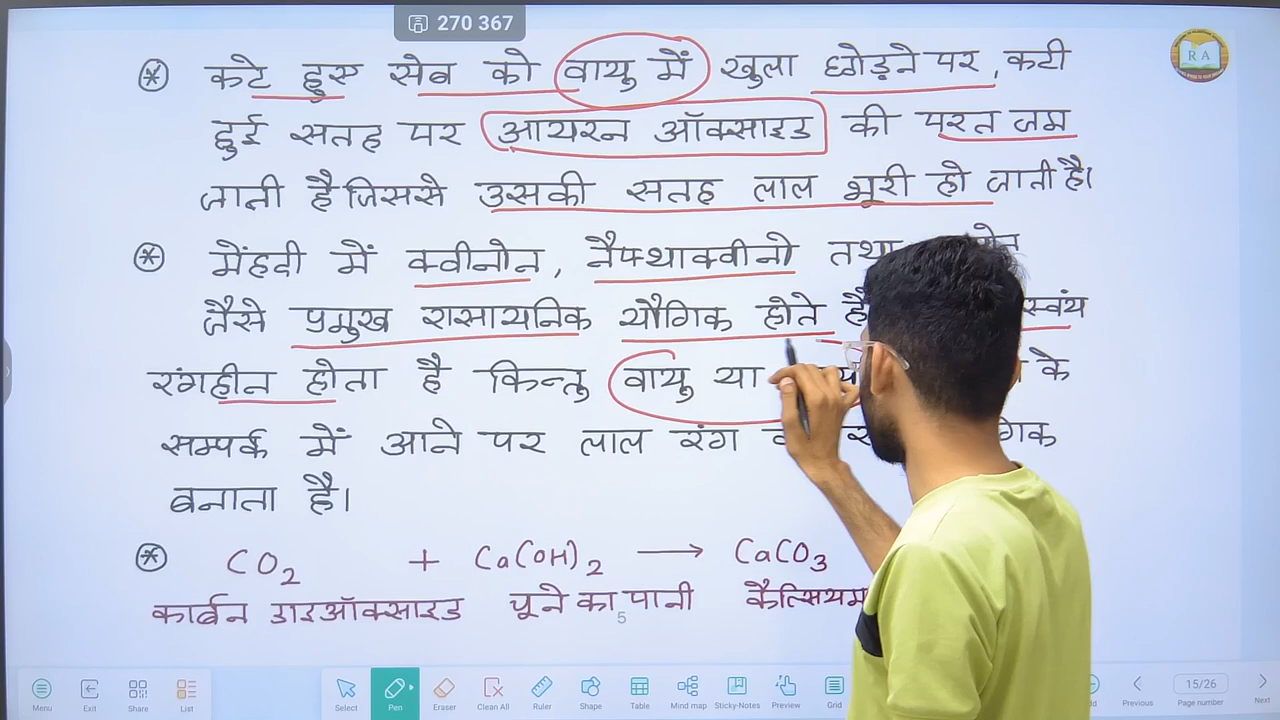 270 367
RA
* कटे हुए सेब को वायु में खुला छोड़ने पर, कटी
हुई सतह पर आयरन ऑक्साइड की परत जम
जाती है जिससे उसकी सतह लाल भूरी हो जाती है।
* मेंहदी में क्वीनोन, नैफ्थाक्वीनो तथा
जैसे प्रमुख रासायनिक यौगिक होते है स्वंय
रंगहीन होता है किन्तु वायु या के
सम्पर्क में आने पर लाल रंग
बनाता है।
* CO2 + Ca(OH)2 → CaCO3
कार्बन डाइऑक्साइड चूने का पानी कैल्सियम
5
Menu Exit Share List Select Pen Eraser Clean All Ruler Shape Table Mind map Sticky-Notes Preview Grid Previous Page number Next
15/26